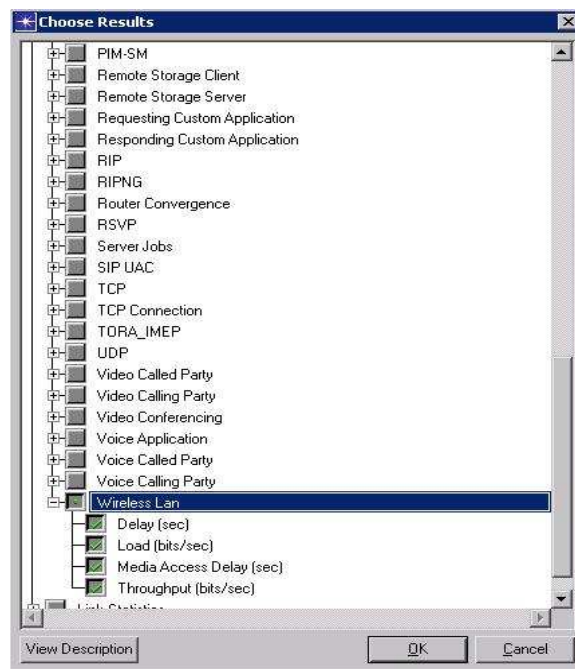 Choose Results
PIM-SM
Remote Storage Client
Remote Storage Server
Requesting Custom Application
Responding Custom Application
RIP
RIPNG
Router Convergence
RSVP
Server Jobs
SIP UAC
TCP
TCP Connection
TORA_IMEP
UDP
Video Called Party
Video Calling Party
Video Conferencing
Voice Application
Voice Called Party
Voice Calling Party
Wireless Lan
Delay (sec)
Load (bits/sec)
Media Access Delay (sec)
Throughput (bits/sec)
Link Statistics
View Description OK Cancel